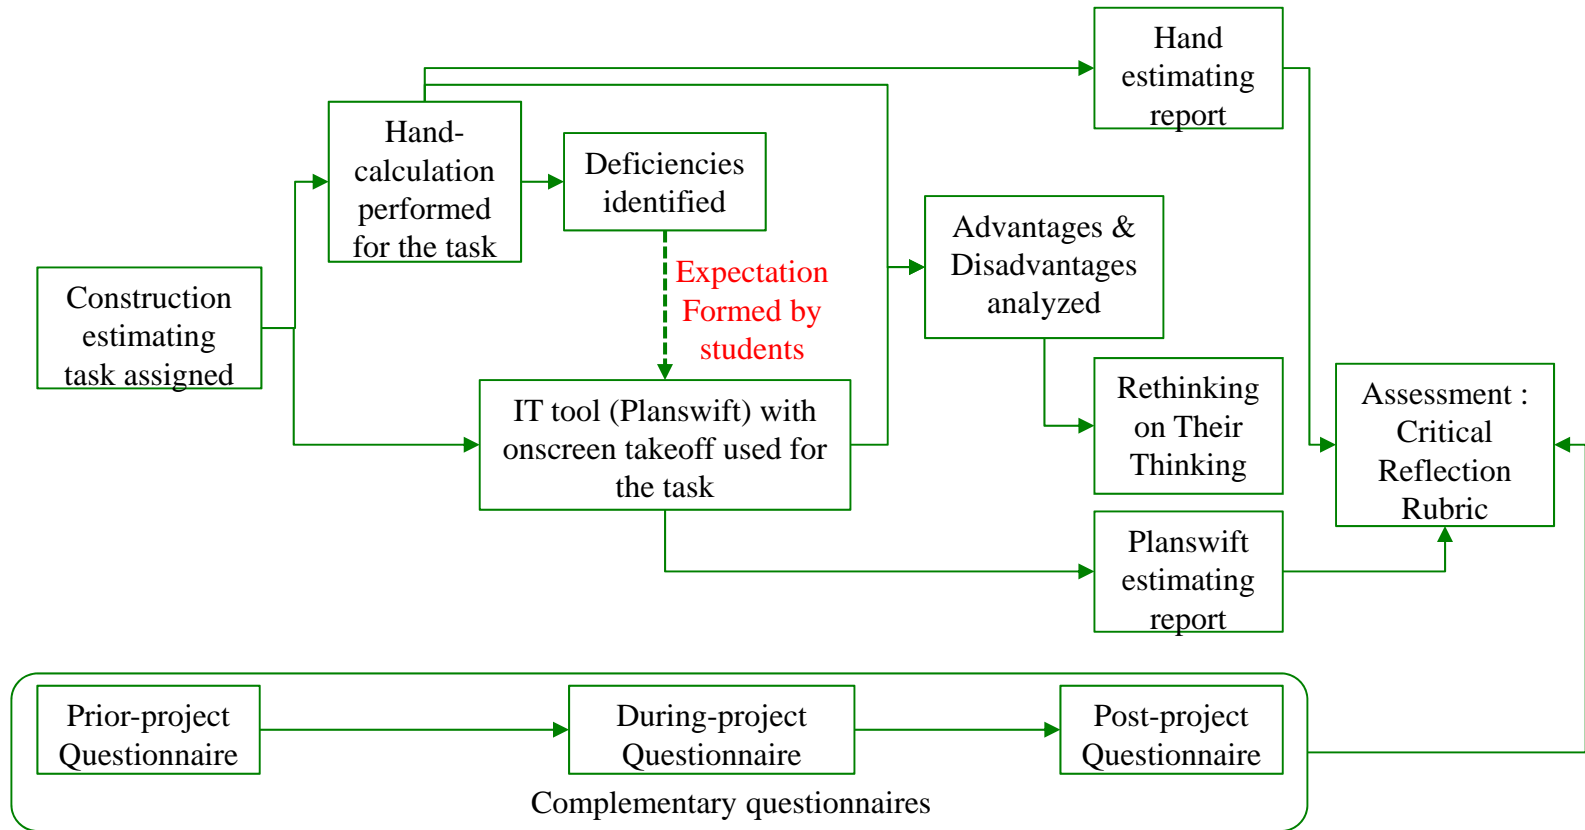 Hand
estimating
report
Hand-
calculation
performed
for the task
Deficiencies
identified
Advantages &
Disadvantages
analyzed
Expectation
Formed by
students
Construction
estimating
task assigned
IT tool (Planswift) with
onscreen takeoff used for
the task
Rethinking
on Their
Thinking
Assessment :
Critical
Reflection
Rubric
Planswift
estimating
report
Prior-project
Questionnaire
During-project
Questionnaire
Post-project
Questionnaire
Complementary questionnaires